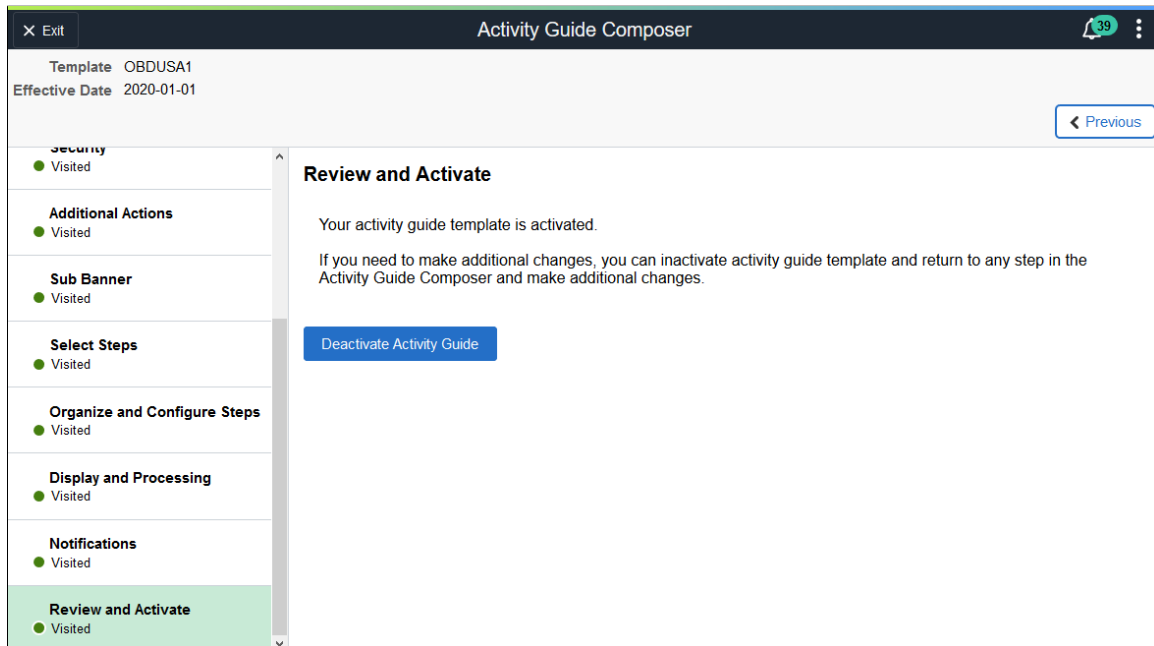 Exit
Activity Guide Composer
39
Template OBDUSA1
Effective Date 2020-01-01
Previous
Security
Visited
Additional Actions
Visited
Sub Banner
Visited
Select Steps
Visited
Organize and Configure Steps
Visited
Display and Processing
Visited
Notifications
Visited
Review and Activate
Visited
Review and Activate
Your activity guide template is activated.
If you need to make additional changes, you can inactivate activity guide template and return to any step in the
Activity Guide Composer and make additional changes.
Deactivate Activity Guide